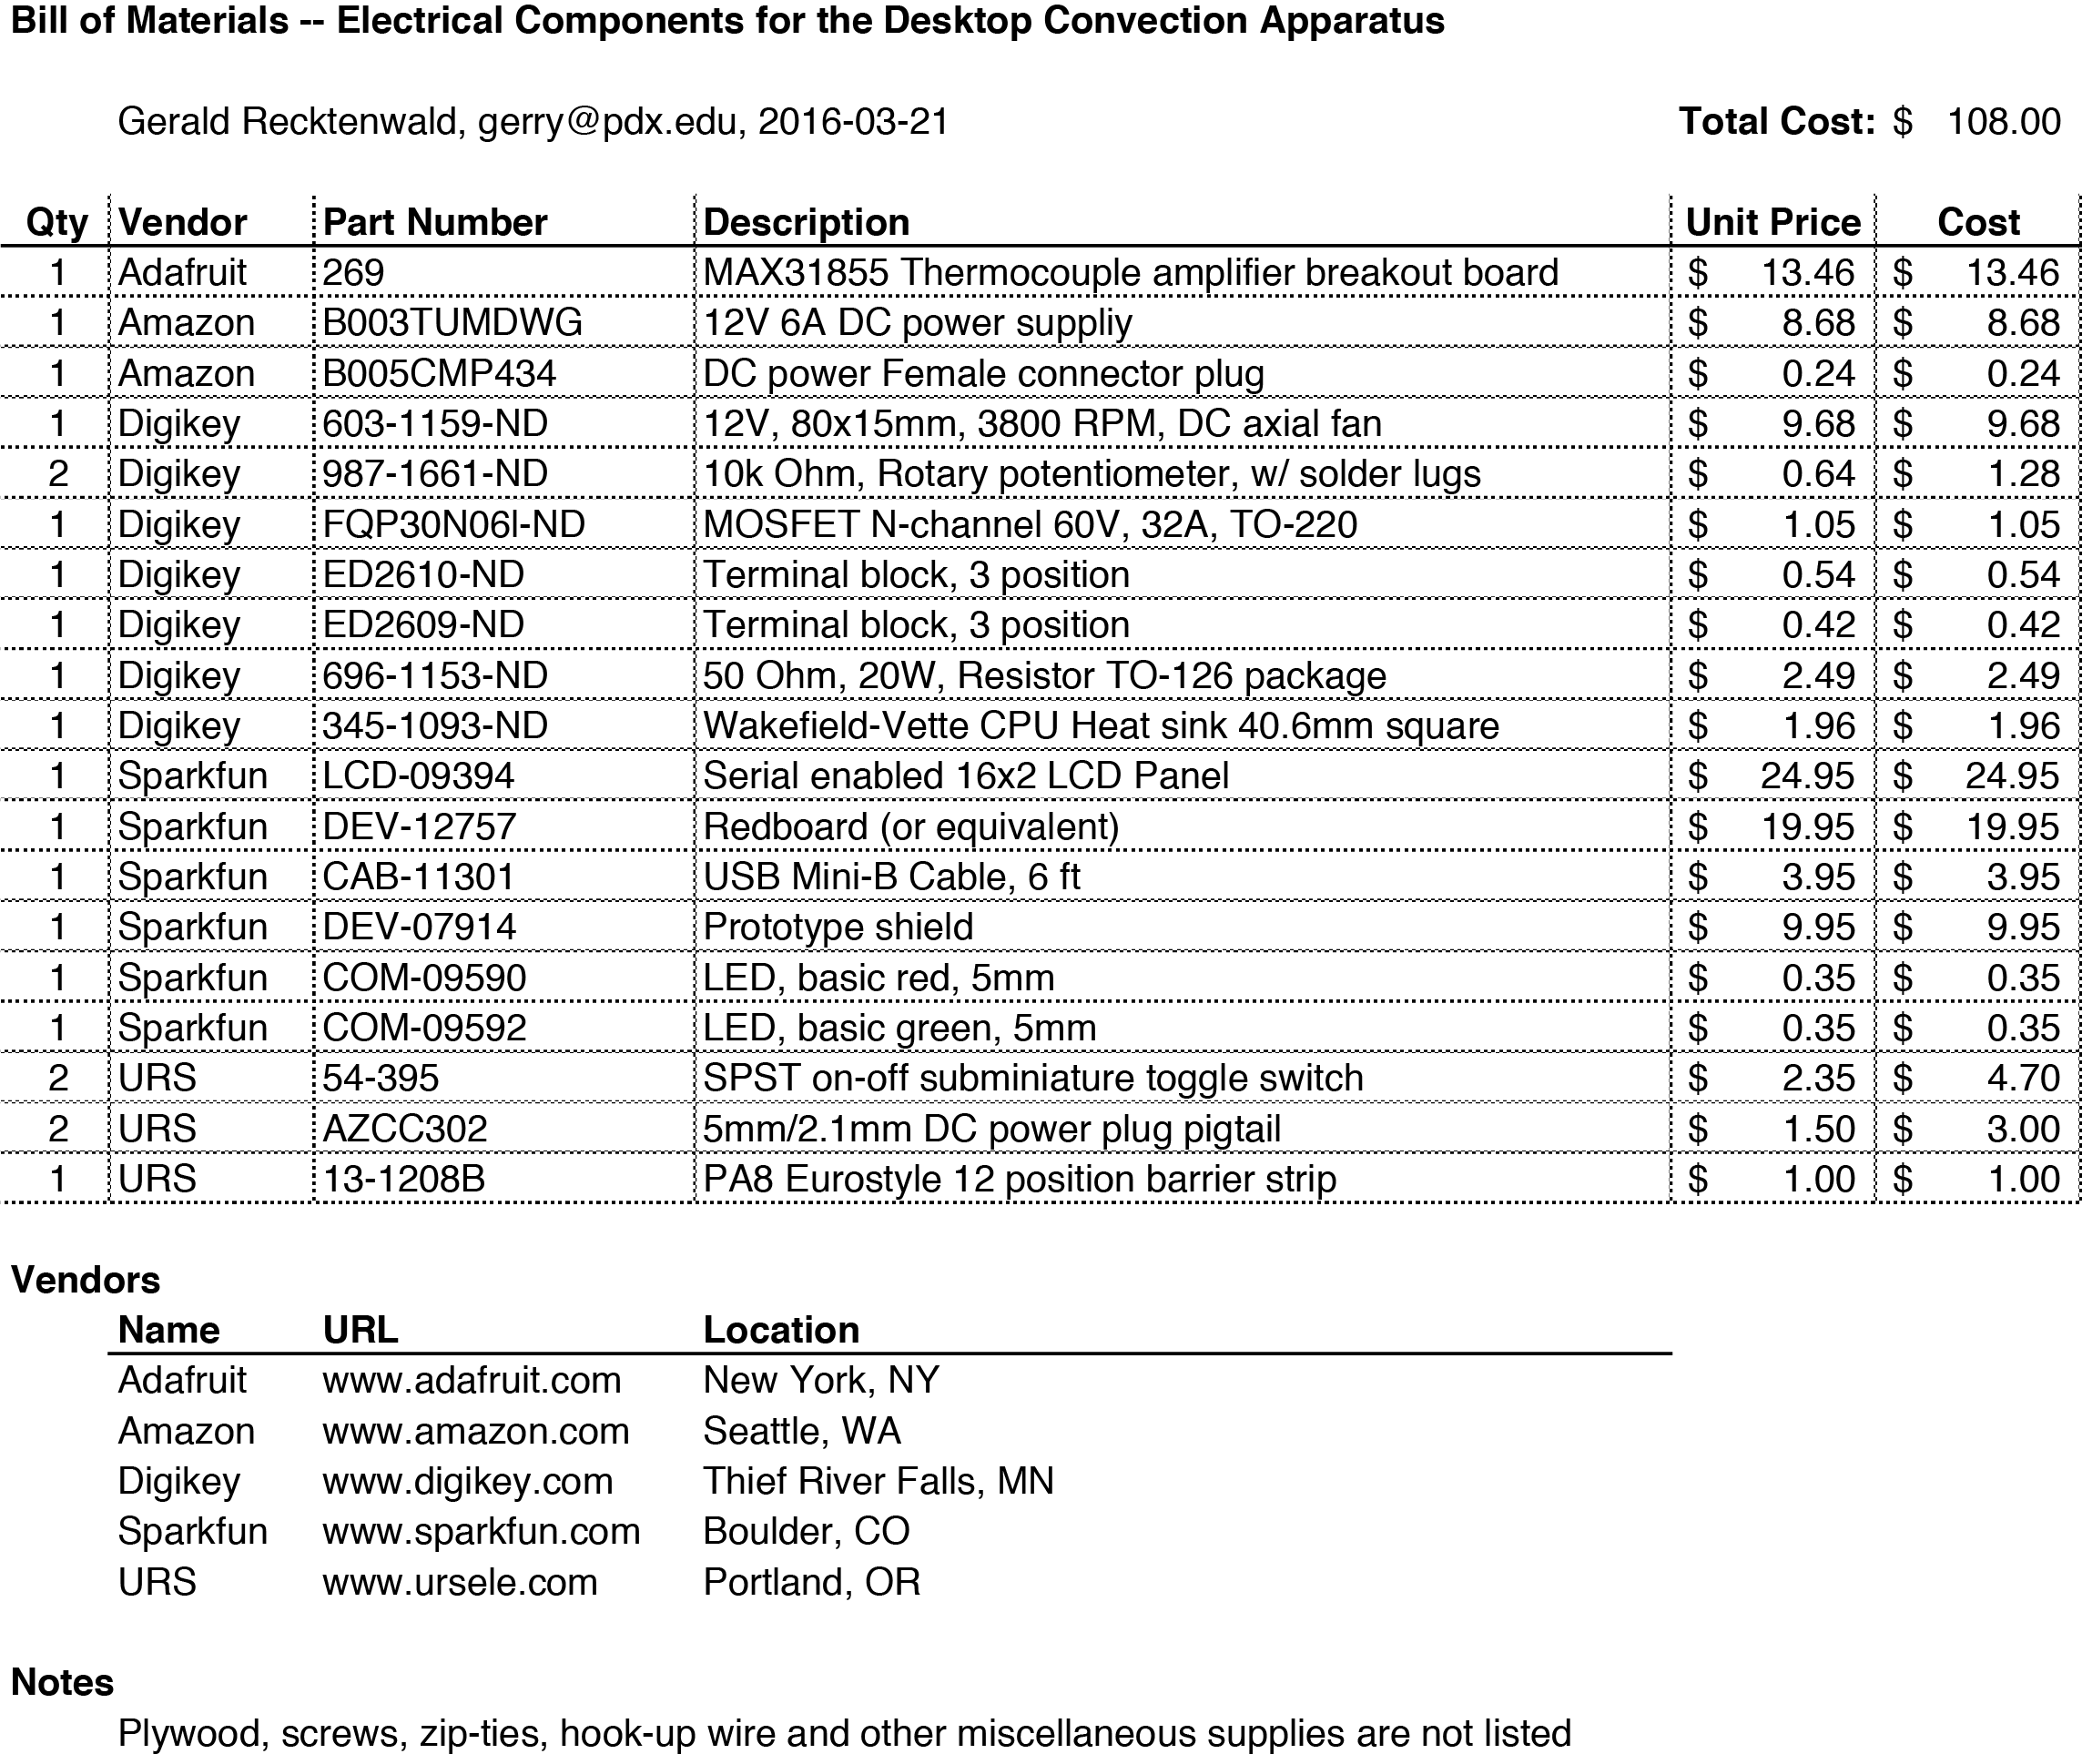 Bill of Materials -- Electrical Components for the Desktop Convection Apparatus
Gerald Recktenwald, gerry@pdx.edu, 2016-03-21 Total Cost: $ 108.00
Qty Vendor Part Number Description Unit Price Cost
1 Adafruit 269 MAX31855 Thermocouple amplifier breakout board $ 13.46 $ 13.46
1 Amazon B003TUMDWG 12V 6A DC power suppliy $ 8.68 $ 8.68
1 Amazon B005CMP434 DC power Female connector plug $ 0.24 $ 0.24
1 Digikey 603-1159-ND 12V, 80x15mm, 3800 RPM, DC axial fan $ 9.68 $ 9.68
2 Digikey 987-1661-ND 10k Ohm, Rotary potentiometer, w/ solder lugs $ 0.64 $ 1.28
1 Digikey FQP30N06l-ND MOSFET N-channel 60V, 32A, TO-220 $ 1.05 $ 1.05
1 Digikey ED2610-ND Terminal block, 3 position $ 0.54 $ 0.54
1 Digikey ED2609-ND Terminal block, 3 position $ 0.42 $ 0.42
1 Digikey 696-1153-ND 50 Ohm, 20W, Resistor TO-126 package $ 2.49 $ 2.49
1 Digikey 345-1093-ND Wakefield-Vette CPU Heat sink 40.6mm square $ 1.96 $ 1.96
1 Sparkfun LCD-09394 Serial enabled 16x2 LCD Panel $ 24.95 $ 24.95
1 Sparkfun DEV-12757 Redboard (or equivalent) $ 19.95 $ 19.95
1 Sparkfun CAB-11301 USB Mini-B Cable, 6 ft $ 3.95 $ 3.95
1 Sparkfun DEV-07914 Prototype shield $ 9.95 $ 9.95
1 Sparkfun COM-09590 LED, basic red, 5mm $ 0.35 $ 0.35
1 Sparkfun COM-09592 LED, basic green, 5mm $ 0.35 $ 0.35
2 URS 54-395 SPST on-off subminiature toggle switch $ 2.35 $ 4.70
2 URS AZCC302 5mm/2.1mm DC power plug pigtail $ 1.50 $ 3.00
1 URS 13-1208B PA8 Eurostyle 12 position barrier strip $ 1.00 $ 1.00
Vendors
Name URL Location
Adafruit www.adafruit.com New York, NY
Amazon www.amazon.com Seattle, WA
Digikey www.digikey.com Thief River Falls, MN
Sparkfun www.sparkfun.com Boulder, CO
URS www.ursele.com Portland, OR
Notes
Plywood, screws, zip-ties, hook-up wire and other miscellaneous supplies are not listed